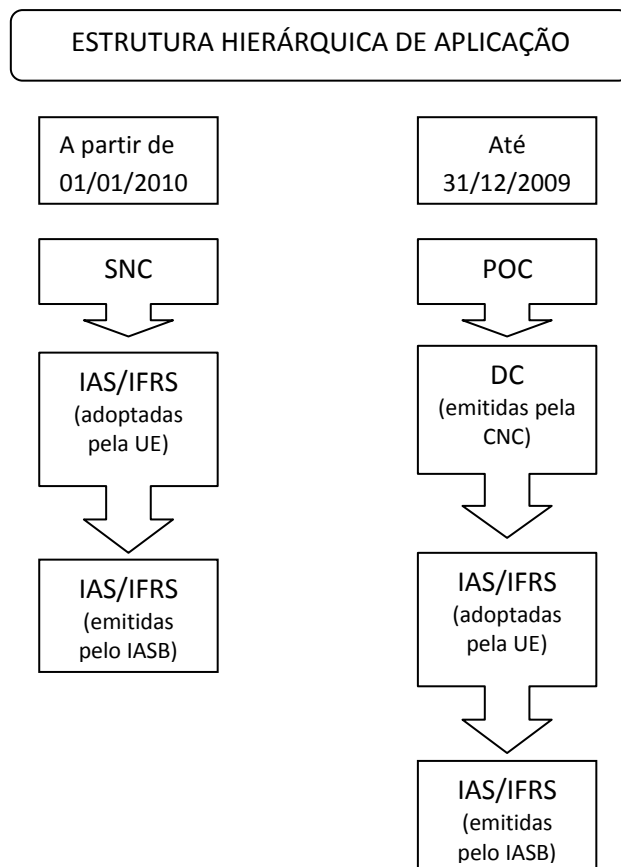 ESTRUTURA HIERÁRQUICA DE APLICAÇÃO
A partir de
01/01/2010
SNC
IAS/IFRS
(adoptadas
pela UE)
IAS/IFRS
(emitidas
pelo IASB)
Até
31/12/2009
POC
DC
(emitidas pela
CNC)
IAS/IFRS
(adoptadas
pela UE)
IAS/IFRS
(emitidas
pelo IASB)